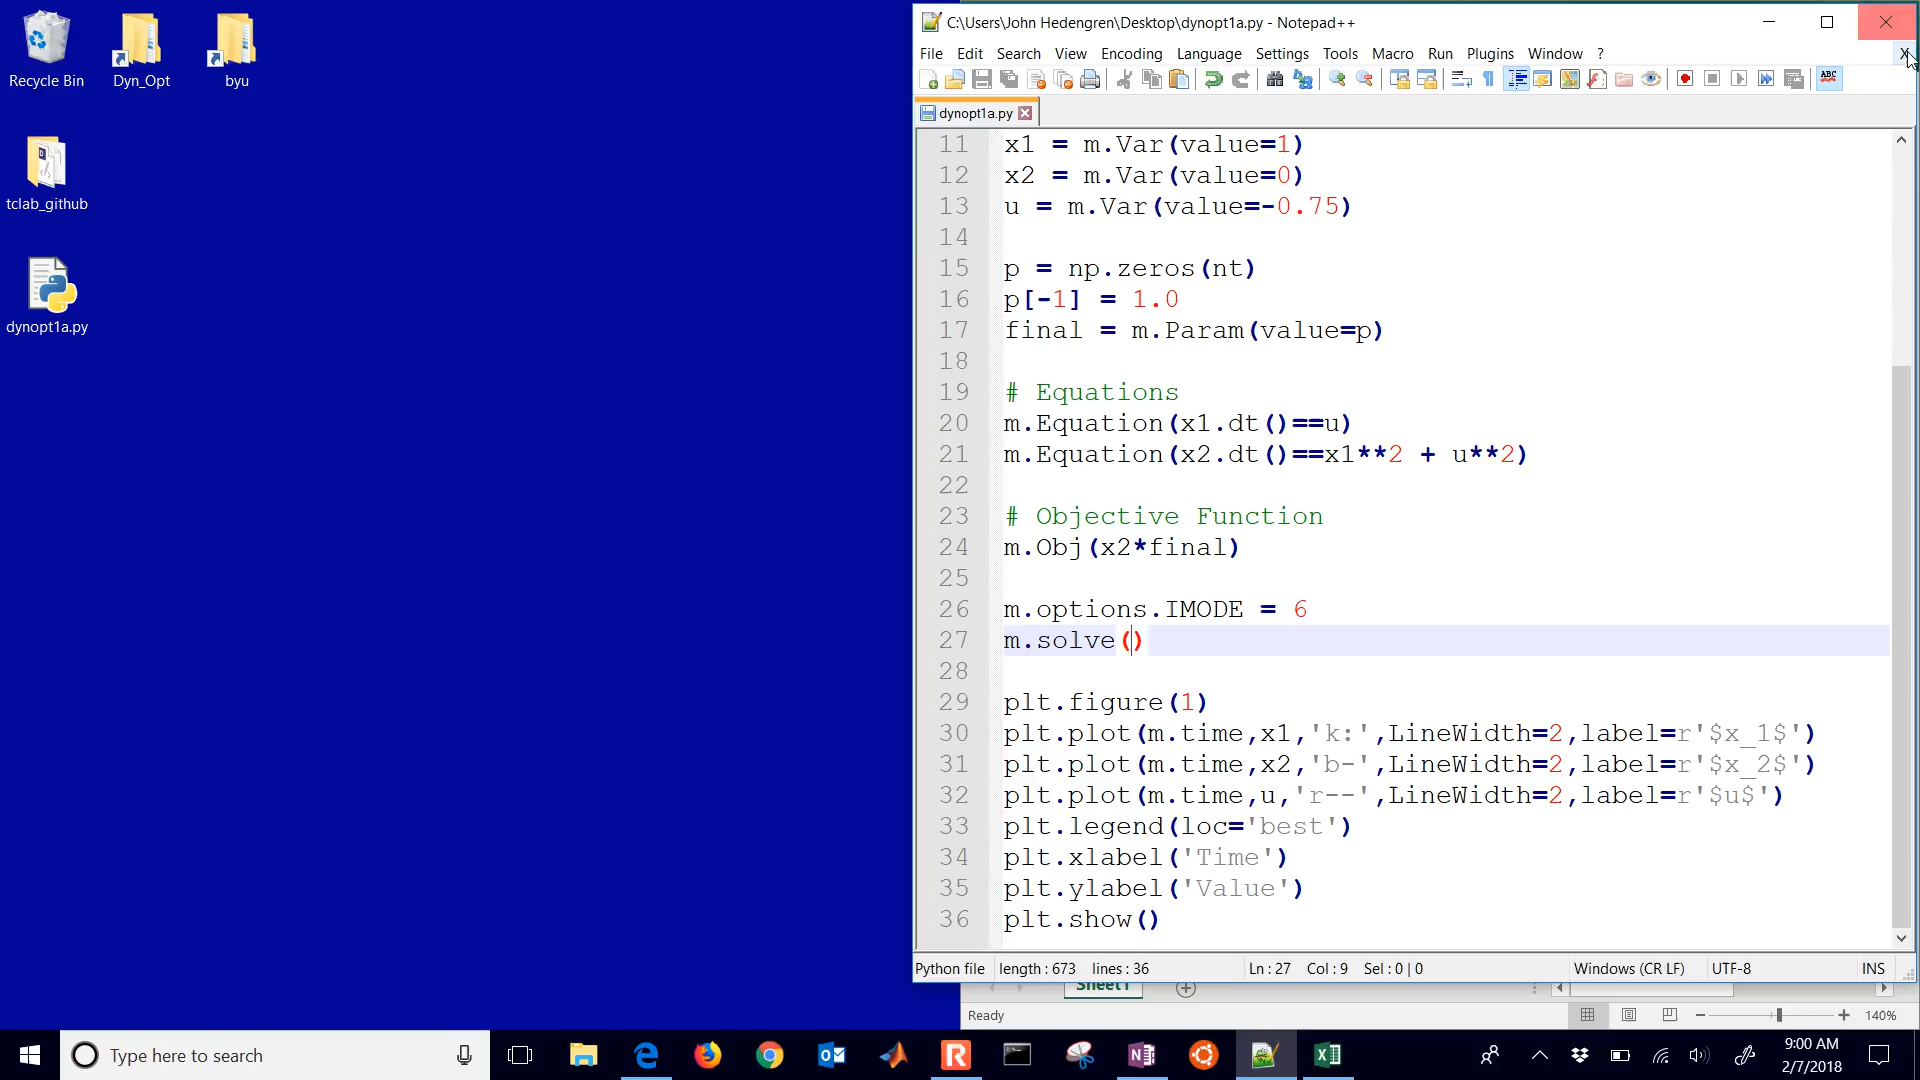 Recycle Bin
Dyn_Opt
byu
tclab_github
dynopt1a.py
C:\Users\John Hedengren\Desktop\dynopt1a.py - Notepad++
File Edit Search View Encoding Language Settings Tools Macro Run Plugins Window ? X
ABC
dynopt1a.py
11 x1 = m.Var(value=1)
12 x2 = m.Var(value=0)
13 u = m.Var(value=-0.75)
14
15 p = np.zeros(nt)
16 p[-1] = 1.0
17 final = m.Param(value=p)
18
19 # Equations
20 m.Equation(x1.dt()==u)
21 m.Equation(x2.dt()==x1**2 + u**2)
22
23 # Objective Function
24 m.Obj(x2*final)
25
26 m.options.IMODE = 6
27 m.solve()
28
29 plt.figure(1)
30 plt.plot(m.time,x1,'k:',LineWidth=2,label=r'$x_1$')
31 plt.plot(m.time,x2,'b-',LineWidth=2,label=r'$x_2$')
32 plt.plot(m.time,u,'r--',LineWidth=2,label=r'$u$')
33 plt.legend(loc='best')
34 plt.xlabel('Time')
35 plt.ylabel('Value')
36 plt.show()
Python file length : 673 lines : 36 Ln : 27 Col : 9 Sel : 0 | 0 Windows (CR LF) UTF-8 INS
Sheet1
Ready 140%
Type here to search
9:00 AM
2/7/2018